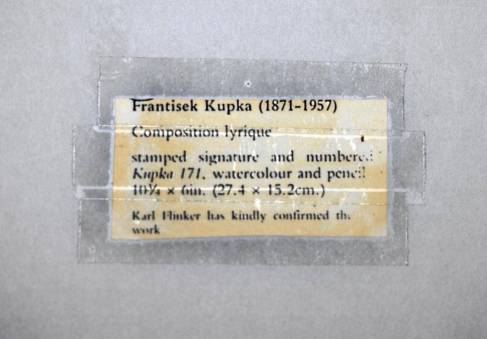 Frantisek Kupka (1871-1957)
Composition lyrique
stamped signature and numbered:
Kupka 171, watercolour and pencil
10¾ × 6in. (27.4 × 15.2cm.)
Karl Flinker has kindly confirmed the
work